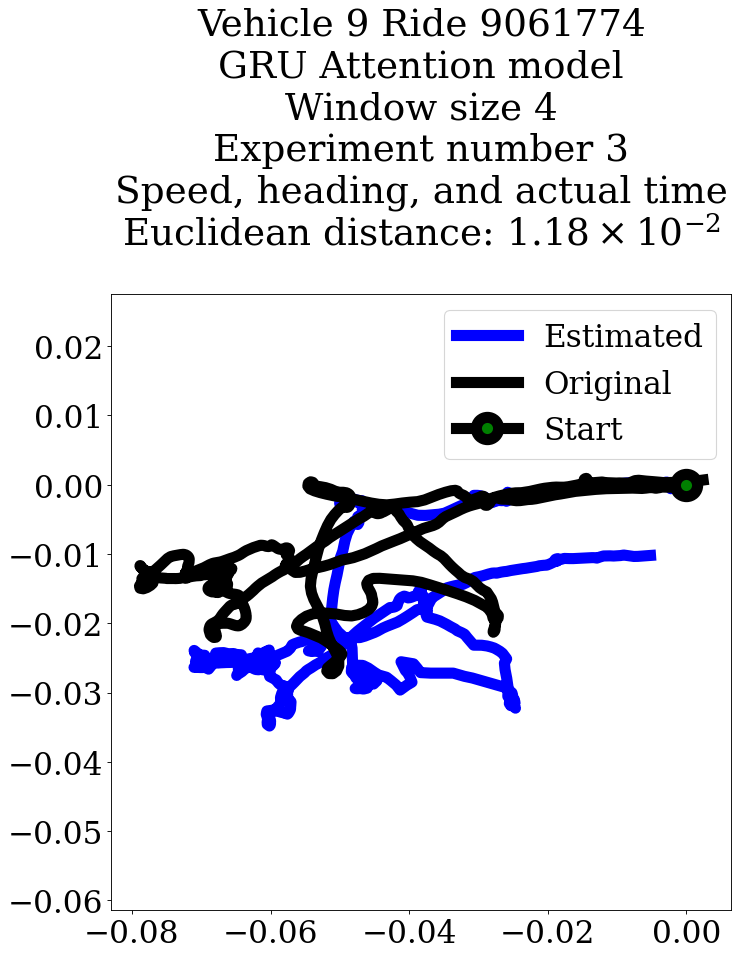 Vehicle 9 Ride 9061774
GRU Attention model
Window size 4
Experiment number 3
Speed, heading, and actual time
Euclidean distance: 1.18 × 10⁻²
Estimated
Original
Start
0.02
0.01
0.00
−0.01
−0.02
−0.03
−0.04
−0.05
−0.06
−0.08 −0.06 −0.04 −0.02 0.00